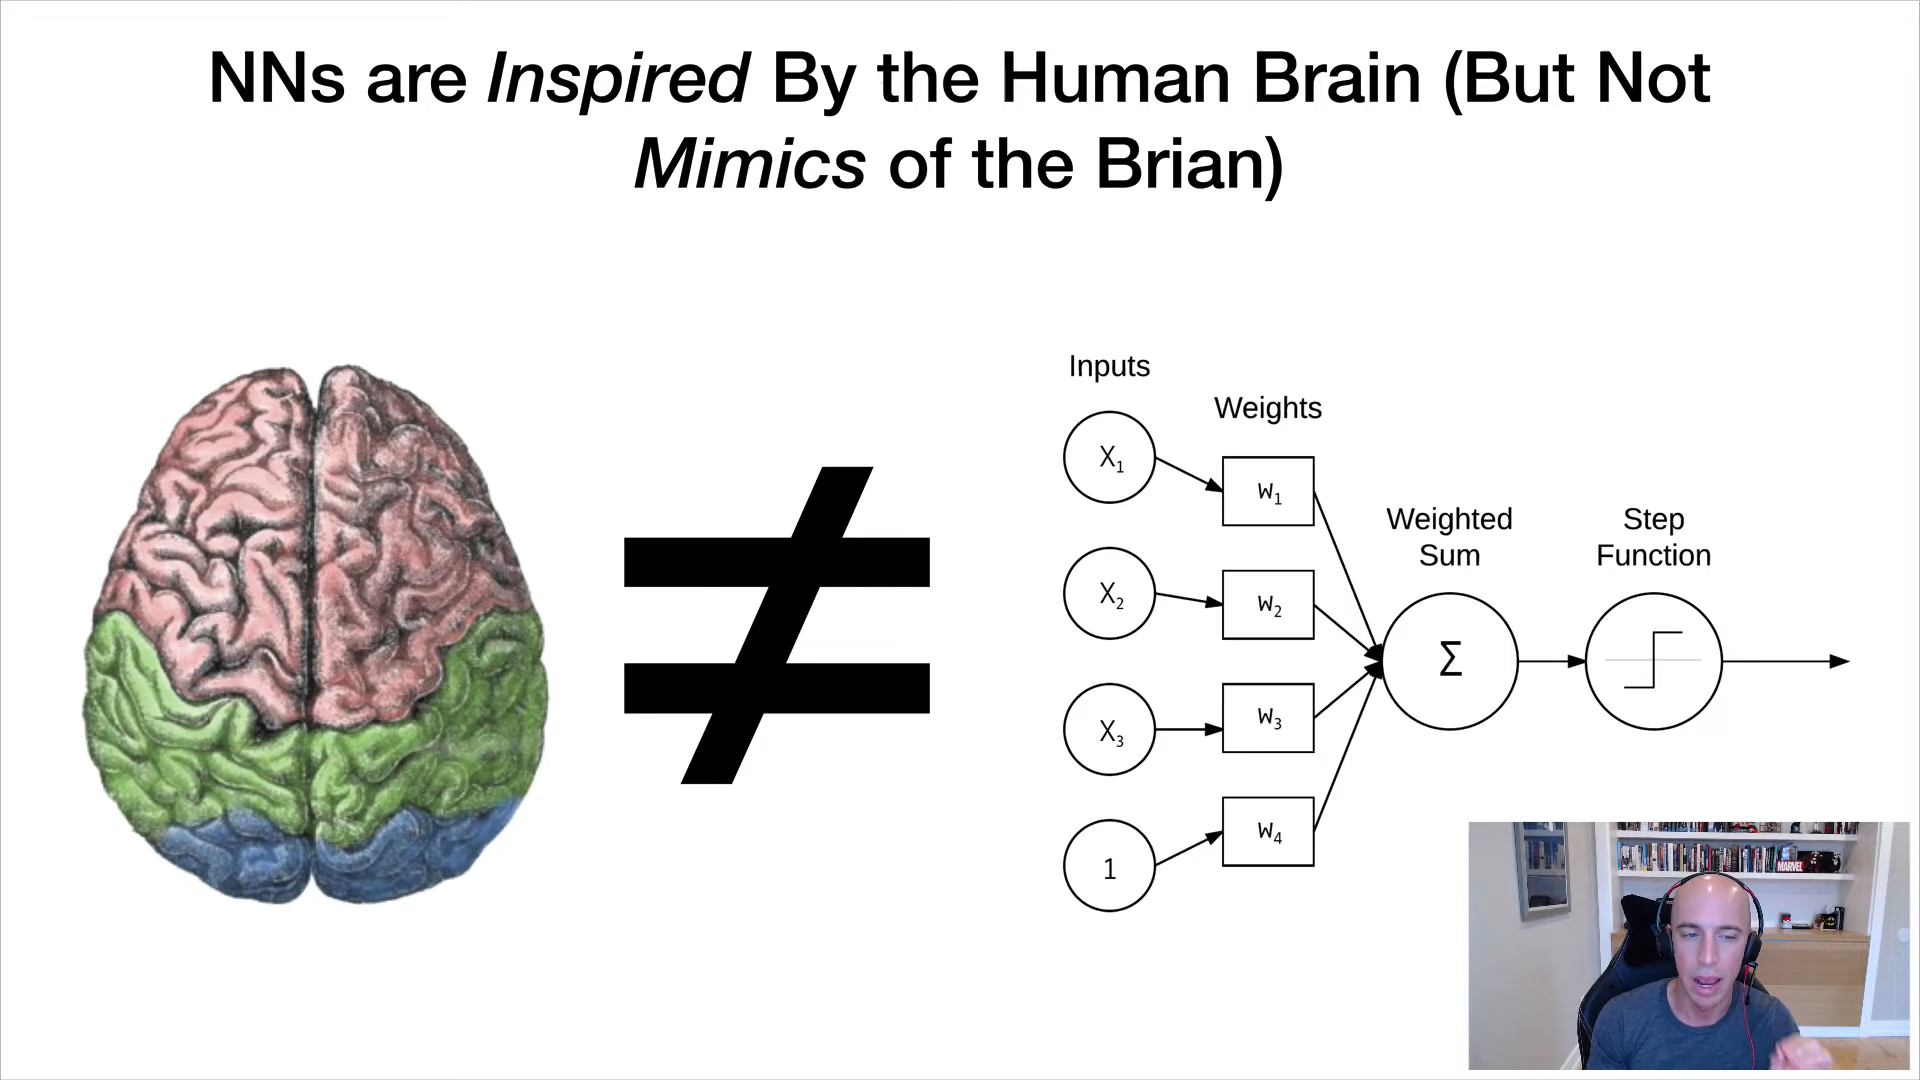 NNs are Inspired By the Human Brain (But Not
Mimics of the Brian)
≠
Inputs
Weights
X₁
w₁
X₂
w₂
X₃
w₃
1
w₄
Weighted
Sum
Σ
Step
Function
MARVEL